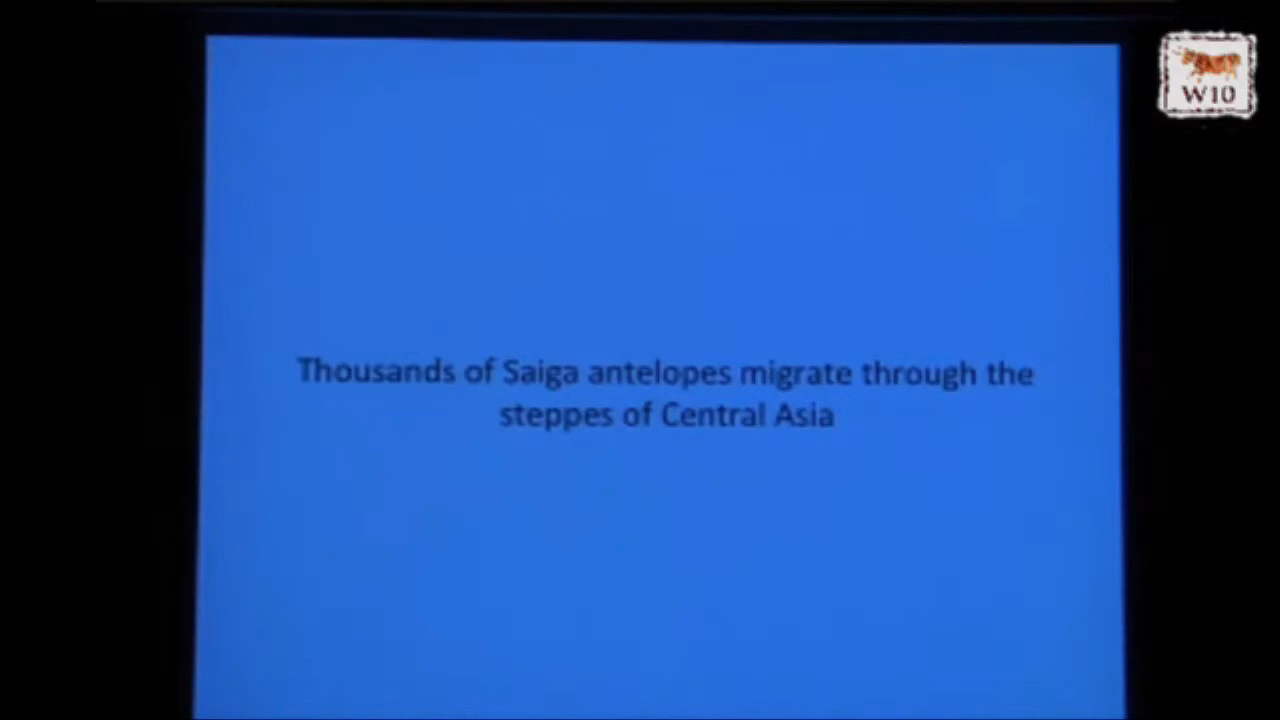 W10
Thousands of Saiga antelopes migrate through the
steppes of Central Asia